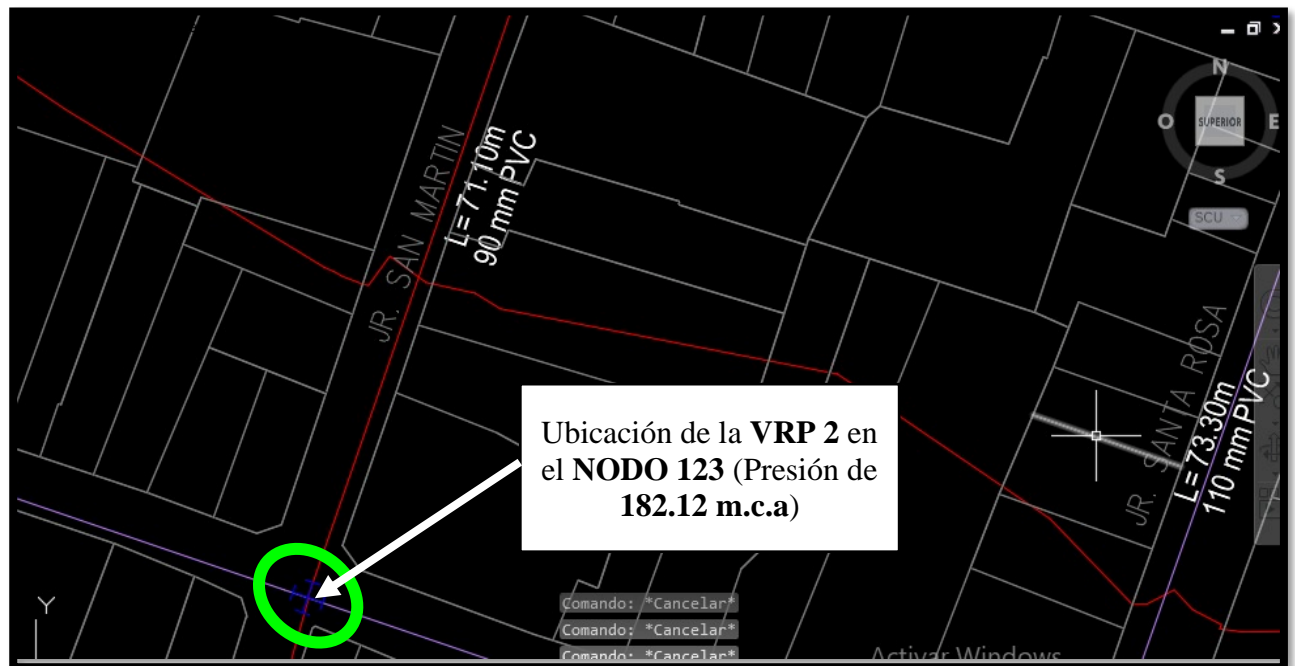 N
O
SUPERIOR
E
S
SCU
JR. SAN MARTIN
L= 71.10m
90 mm PVC
JR. SANTA ROSA
L= 73.30m
110 mm PVC
Ubicación de la VRP 2 en
el NODO 123 (Presión de
182.12 m.c.a)
Y
Comando: *Cancelar*
Comando: *Cancelar*
Comando: *Cancelar*
Activar Windows